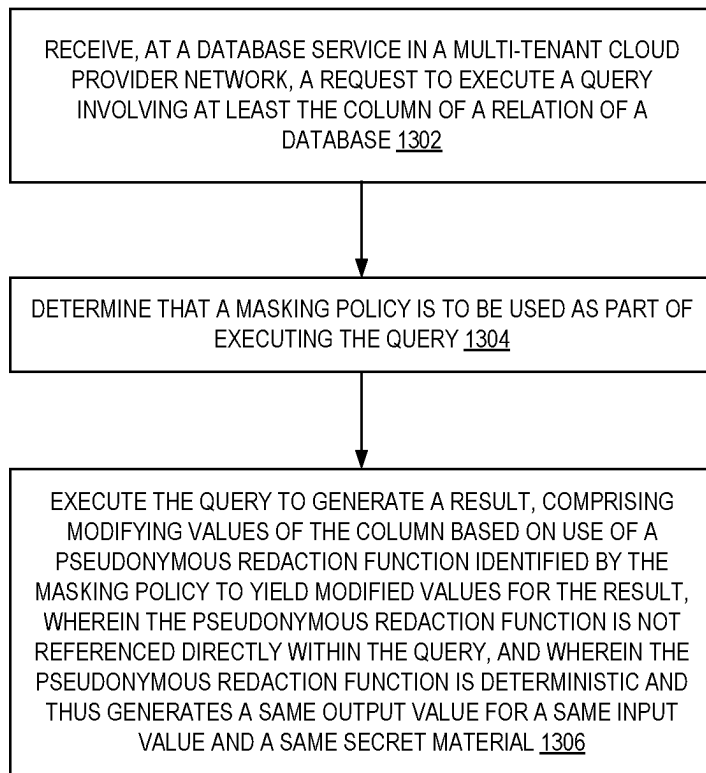 RECEIVE, AT A DATABASE SERVICE IN A MULTI-TENANT CLOUD
PROVIDER NETWORK, A REQUEST TO EXECUTE A QUERY
INVOLVING AT LEAST THE COLUMN OF A RELATION OF A
DATABASE 1302
DETERMINE THAT A MASKING POLICY IS TO BE USED AS PART OF
EXECUTING THE QUERY 1304
EXECUTE THE QUERY TO GENERATE A RESULT, COMPRISING
MODIFYING VALUES OF THE COLUMN BASED ON USE OF A
PSEUDONYMOUS REDACTION FUNCTION IDENTIFIED BY THE
MASKING POLICY TO YIELD MODIFIED VALUES FOR THE RESULT,
WHEREIN THE PSEUDONYMOUS REDACTION FUNCTION IS NOT
REFERENCED DIRECTLY WITHIN THE QUERY, AND WHEREIN THE
PSEUDONYMOUS REDACTION FUNCTION IS DETERMINISTIC AND
THUS GENERATES A SAME OUTPUT VALUE FOR A SAME INPUT
VALUE AND A SAME SECRET MATERIAL 1306